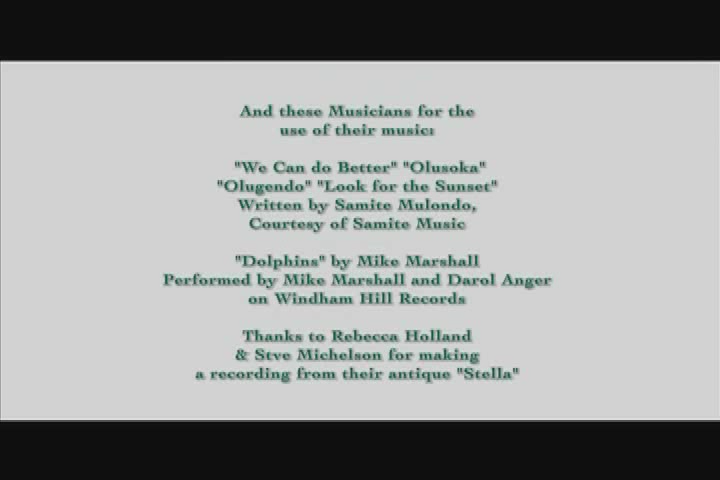 And these Musicians for the
use of their music:
"We Can do Better" "Olusoka"
"Olugendo" "Look for the Sunset"
Written by Samite Mulondo,
Courtesy of Samite Music
"Dolphins" by Mike Marshall
Performed by Mike Marshall and Darol Anger
on Windham Hill Records
Thanks to Rebecca Holland
& Stve Michelson for making
a recording from their antique "Stella"